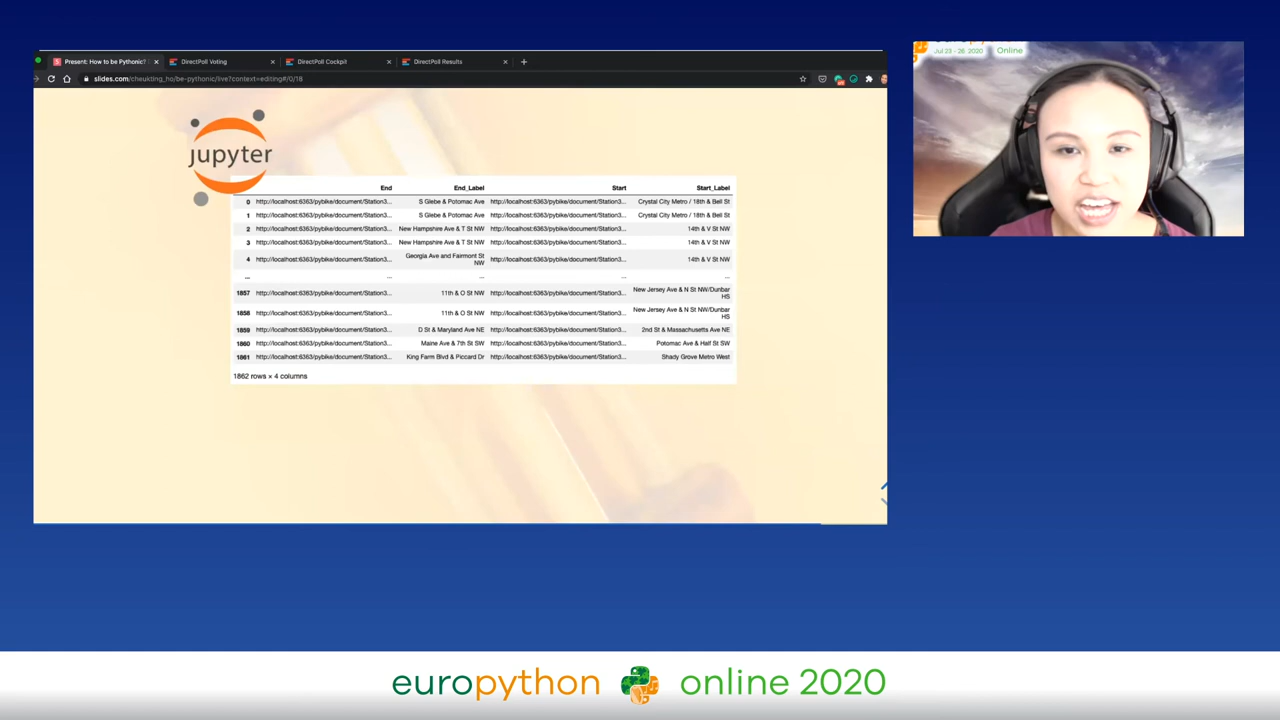 Present: How to be Pythonic?
DirectPoll Voting
DirectPoll Cockpit
DirectPoll Results
slides.com/cheukting_ho/be-pythonic/live?context=editing#/0/18
Jul 23 - 26, 2020 Online
jupyter
End End_Label Start Start_Label
0 http://localhost:6363/pybike/document/Station3... S Glebe & Potomac Ave http://localhost:6363/pybike/document/Station3... Crystal City Metro / 18th & Bell St
1 http://localhost:6363/pybike/document/Station3... S Glebe & Potomac Ave http://localhost:6363/pybike/document/Station3... Crystal City Metro / 18th & Bell St
2 http://localhost:6363/pybike/document/Station3... New Hampshire Ave & T St NW http://localhost:6363/pybike/document/Station3... 14th & V St NW
3 http://localhost:6363/pybike/document/Station3... New Hampshire Ave & T St NW http://localhost:6363/pybike/document/Station3... 14th & V St NW
4 http://localhost:6363/pybike/document/Station3... Georgia Ave and Fairmont St NW http://localhost:6363/pybike/document/Station3... 14th & V St NW
... ... ... ... ...
1857 http://localhost:6363/pybike/document/Station3... 11th & O St NW http://localhost:6363/pybike/document/Station3... New Jersey Ave & N St NW/Dunbar HS
1858 http://localhost:6363/pybike/document/Station3... 11th & O St NW http://localhost:6363/pybike/document/Station3... New Jersey Ave & N St NW/Dunbar HS
1859 http://localhost:6363/pybike/document/Station3... D St & Maryland Ave NE http://localhost:6363/pybike/document/Station3... 2nd St & Massachusetts Ave NE
1860 http://localhost:6363/pybike/document/Station3... Maine Ave & 7th St SW http://localhost:6363/pybike/document/Station3... Potomac Ave & Half St SW
1861 http://localhost:6363/pybike/document/Station3... King Farm Blvd & Piccard Dr http://localhost:6363/pybike/document/Station3... Shady Grove Metro West
1862 rows × 4 columns
europython online 2020